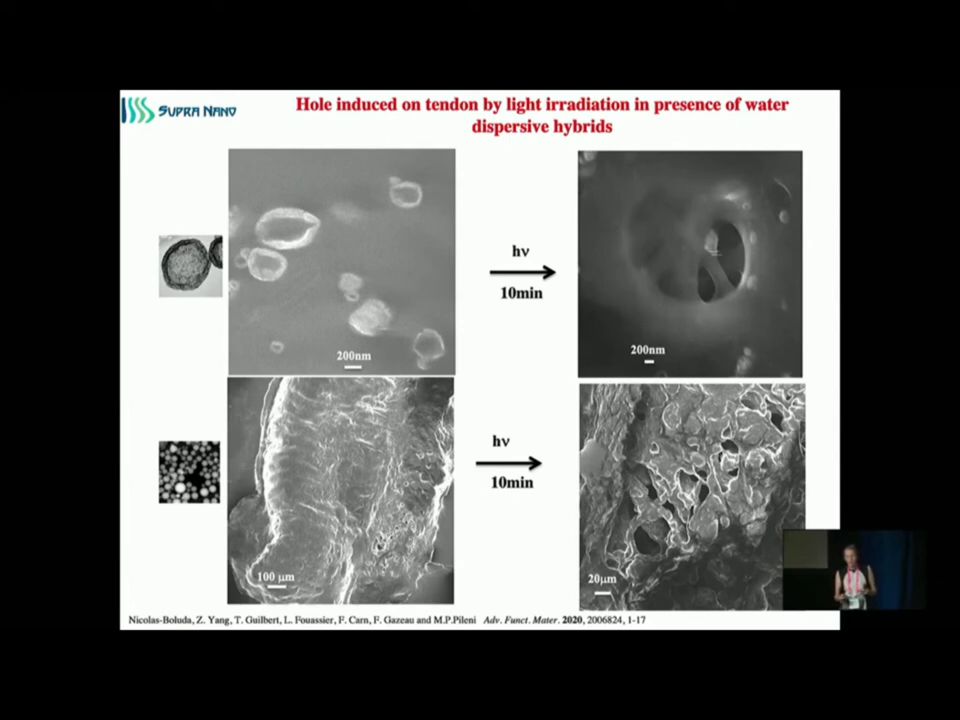 SUPRA NANO
Hole induced on tendon by light irradiation in presence of water
dispersive hybrids
hν
10min
200nm
200nm
hν
10min
100 μm
20μm
Nicolas-Boluda, Z. Yang, T. Guilbert, L. Fouassier, F. Carn, F. Gazeau and M.P.Pileni Adv. Funct. Mater. 2020, 2006824, 1-17